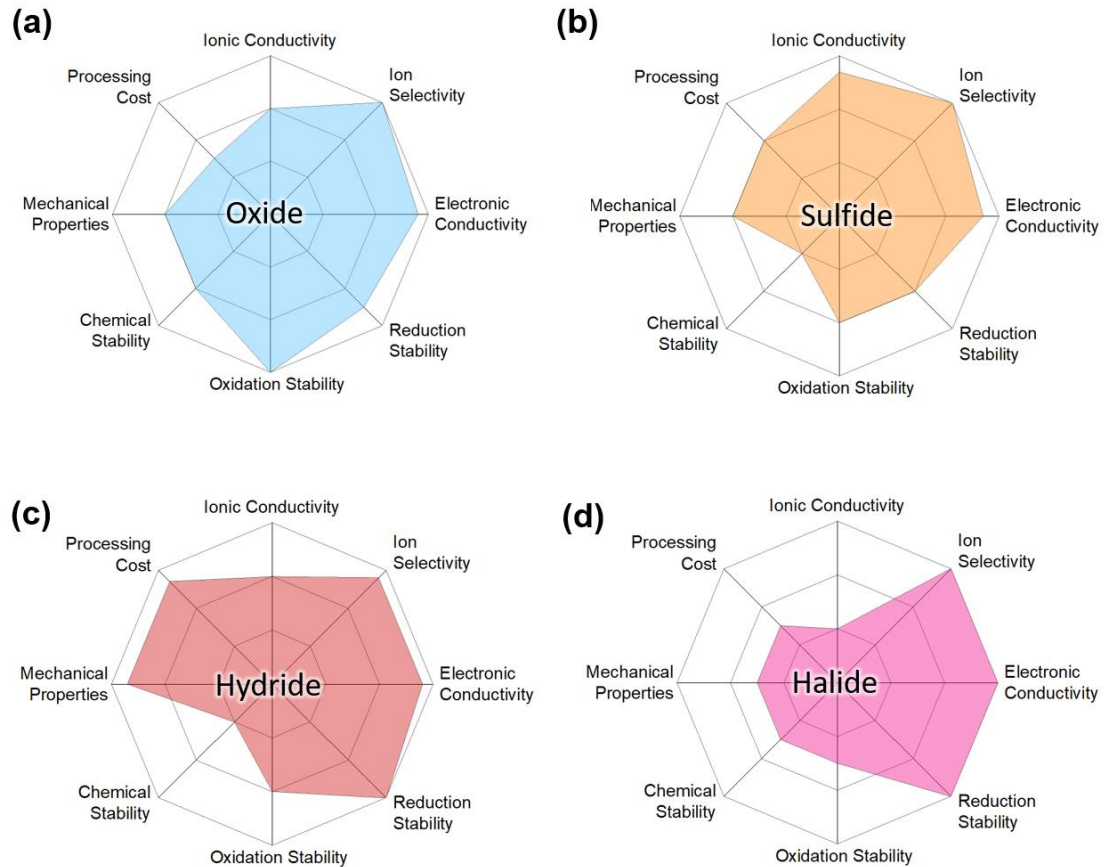 (a)
Ionic Conductivity
Processing
Cost
Ion
Selectivity
Mechanical
Properties
Oxide
Electronic
Conductivity
Chemical
Stability
Reduction
Stability
Oxidation Stability
(b)
Ionic Conductivity
Processing
Cost
Ion
Selectivity
Mechanical
Properties
Sulfide
Electronic
Conductivity
Chemical
Stability
Reduction
Stability
Oxidation Stability
(c)
Ionic Conductivity
Processing
Cost
Ion
Selectivity
Mechanical
Properties
Hydride
Electronic
Conductivity
Chemical
Stability
Reduction
Stability
Oxidation Stability
(d)
Ionic Conductivity
Processing
Cost
Ion
Selectivity
Mechanical
Properties
Halide
Electronic
Conductivity
Chemical
Stability
Reduction
Stability
Oxidation Stability